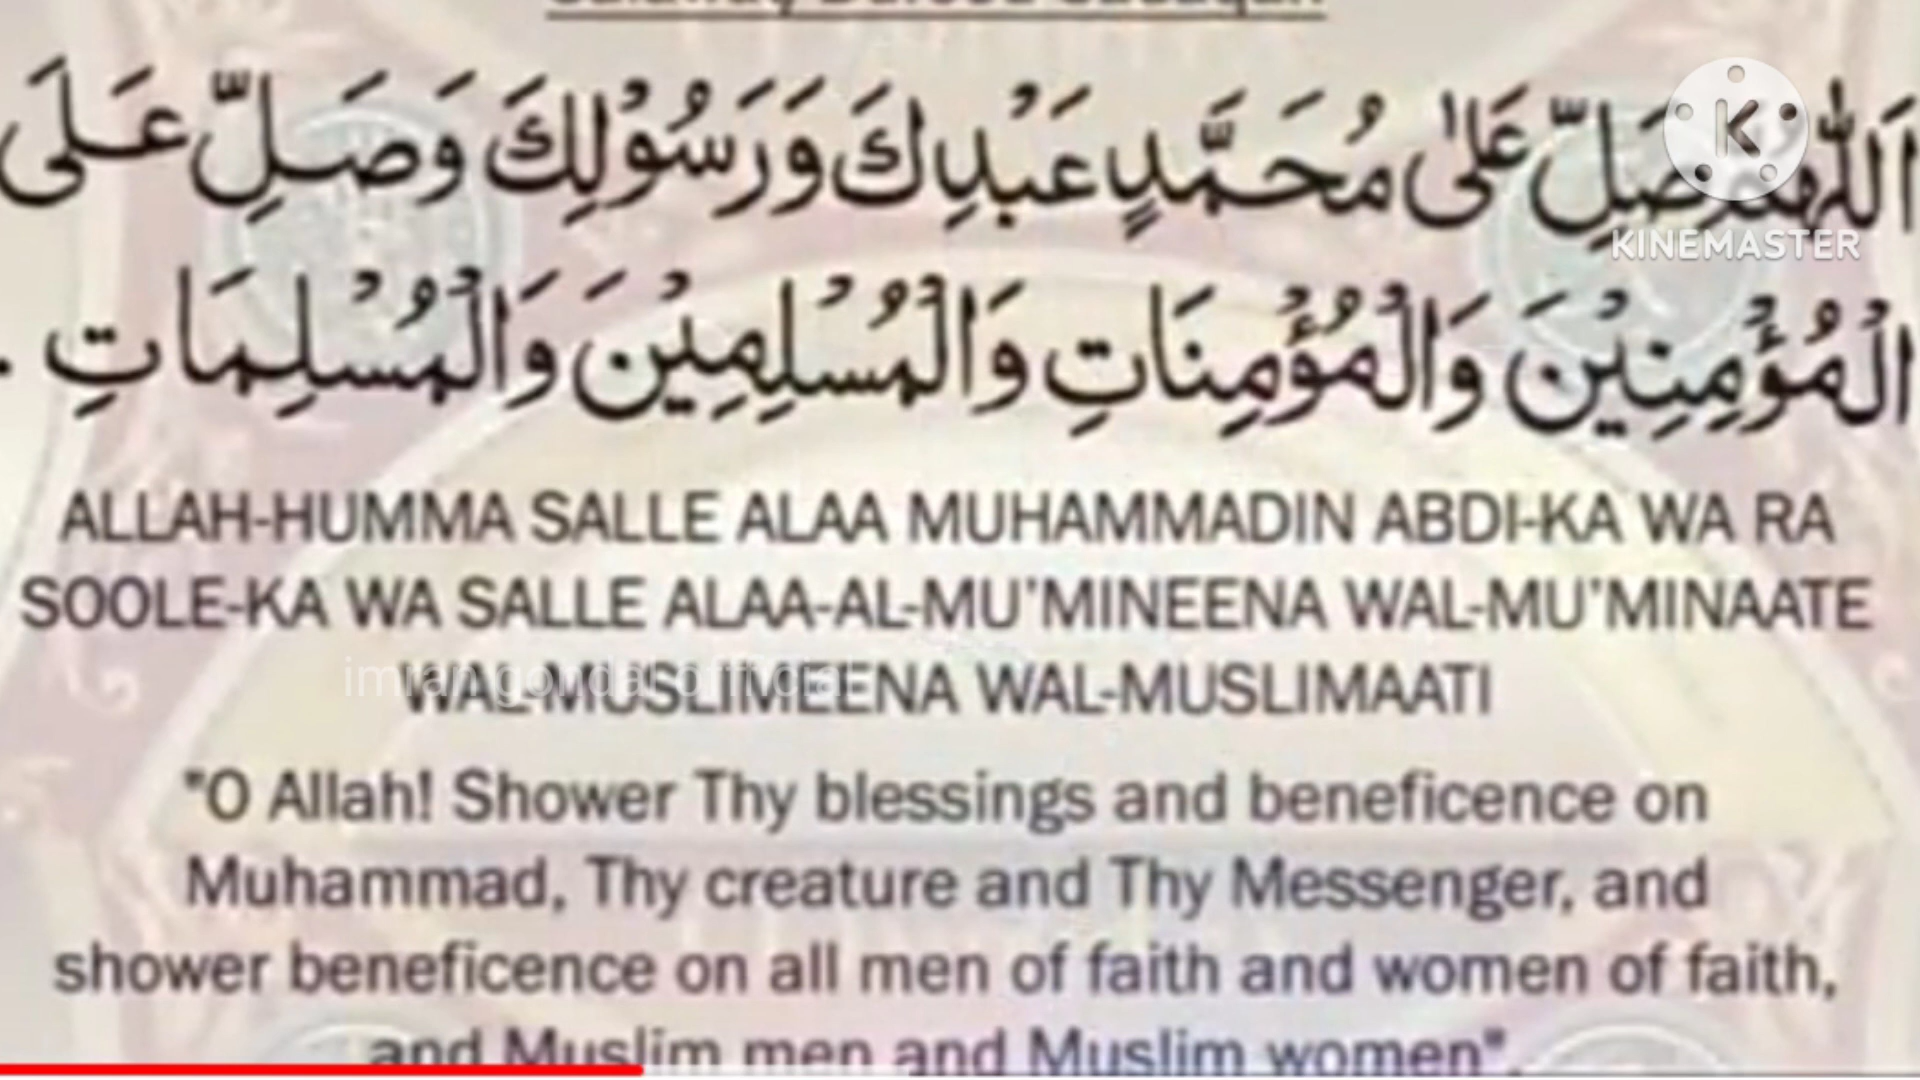 اَللّٰهُمَّ صَلِّ عَلٰى مُحَمَّدٍ عَبْدِكَ وَرَسُوْلِكَ وَصَلِّ عَلَى
الْمُؤْمِنِيْنَ وَالْمُؤْمِنَاتِ وَالْمُسْلِمِيْنَ وَالْمُسْلِمَاتِ .
KINEMASTER
ALLAH-HUMMA SALLE ALAA MUHAMMADIN ABDI-KA WA RA
SOOLE-KA WA SALLE ALAA-AL-MU'MINEENA WAL-MU'MINAATE
WAL-MUSLIMEENA WAL-MUSLIMAATI
"O Allah! Shower Thy blessings and beneficence on
Muhammad, Thy creature and Thy Messenger, and
shower beneficence on all men of faith and women of faith,
and Muslim men and Muslim women".